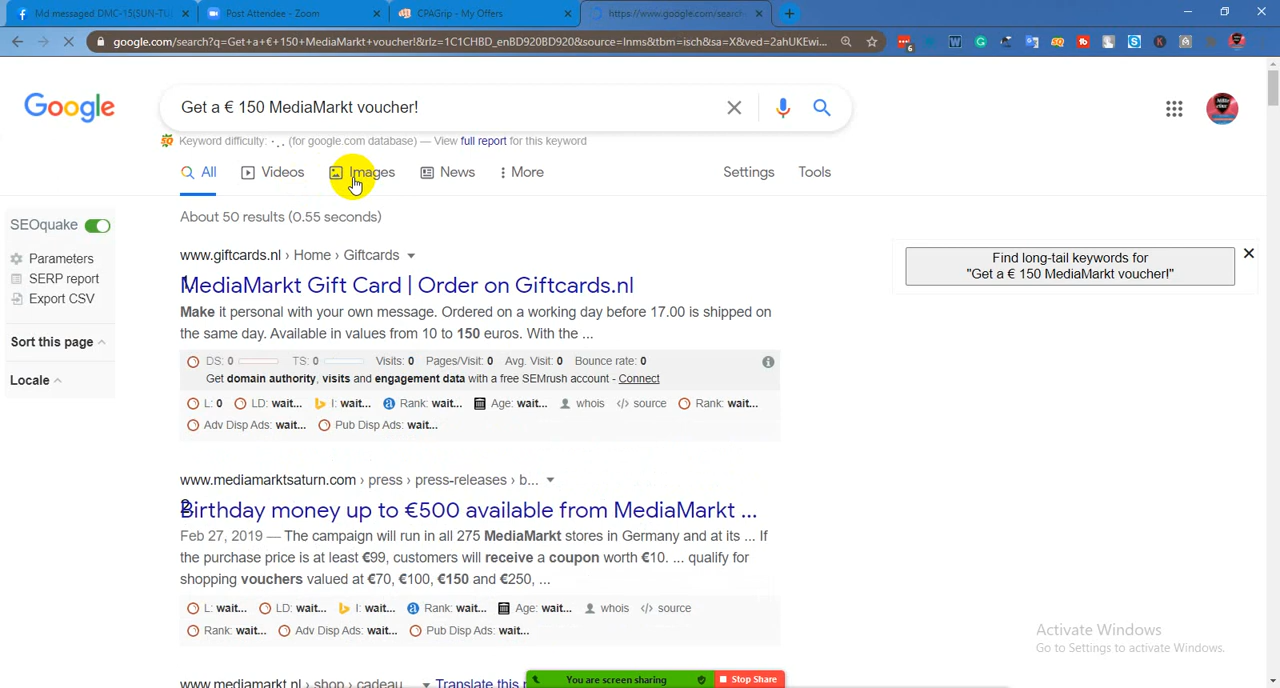 Md messaged DMC-15(SUN-TU
Post Attendee - Zoom
CPAGrip - My Offers
https://www.google.com/search
google.com/search?q=Get+a+€+150+MediaMarkt+voucher!&rlz=1C1CHBD_enBD920BD920&source=lnms&tbm=isch&sa=X&ved=2ahUKEwi...
Google
Get a € 150 MediaMarkt voucher!
Keyword difficulty: . . (for google.com database) — View full report for this keyword
All Videos Images News More Settings Tools
About 50 results (0.55 seconds)
SEOquake
Parameters
SERP report
Export CSV
Sort this page
Locale
www.giftcards.nl › Home › Giftcards
1
MediaMarkt Gift Card | Order on Giftcards.nl
Make it personal with your own message. Ordered on a working day before 17.00 is shipped on
the same day. Available in values from 10 to 150 euros. With the ...
DS: 0 TS: 0 Visits: 0 Pages/Visit: 0 Avg. Visit: 0 Bounce rate: 0
Get domain authority, visits and engagement data with a free SEMrush account - Connect
L: 0 LD: wait... I: wait... Rank: wait... Age: wait... whois source Rank: wait...
Adv Disp Ads: wait... Pub Disp Ads: wait...
Find long-tail keywords for
"Get a € 150 MediaMarkt voucher!"
www.mediamarktsaturn.com › press › press-releases › b...
2
Birthday money up to €500 available from MediaMarkt ...
Feb 27, 2019 — The campaign will run in all 275 MediaMarkt stores in Germany and at its ... If
the purchase price is at least €99, customers will receive a coupon worth €10. ... qualify for
shopping vouchers valued at €70, €100, €150 and €250, ...
L: wait... LD: wait... I: wait... Rank: wait... Age: wait... whois source
Rank: wait... Adv Disp Ads: wait... Pub Disp Ads: wait...
www.mediamarkt.nl › shop › cadeau Translate this
Activate Windows
Go to Settings to activate Windows.
You are screen sharing
Stop Share